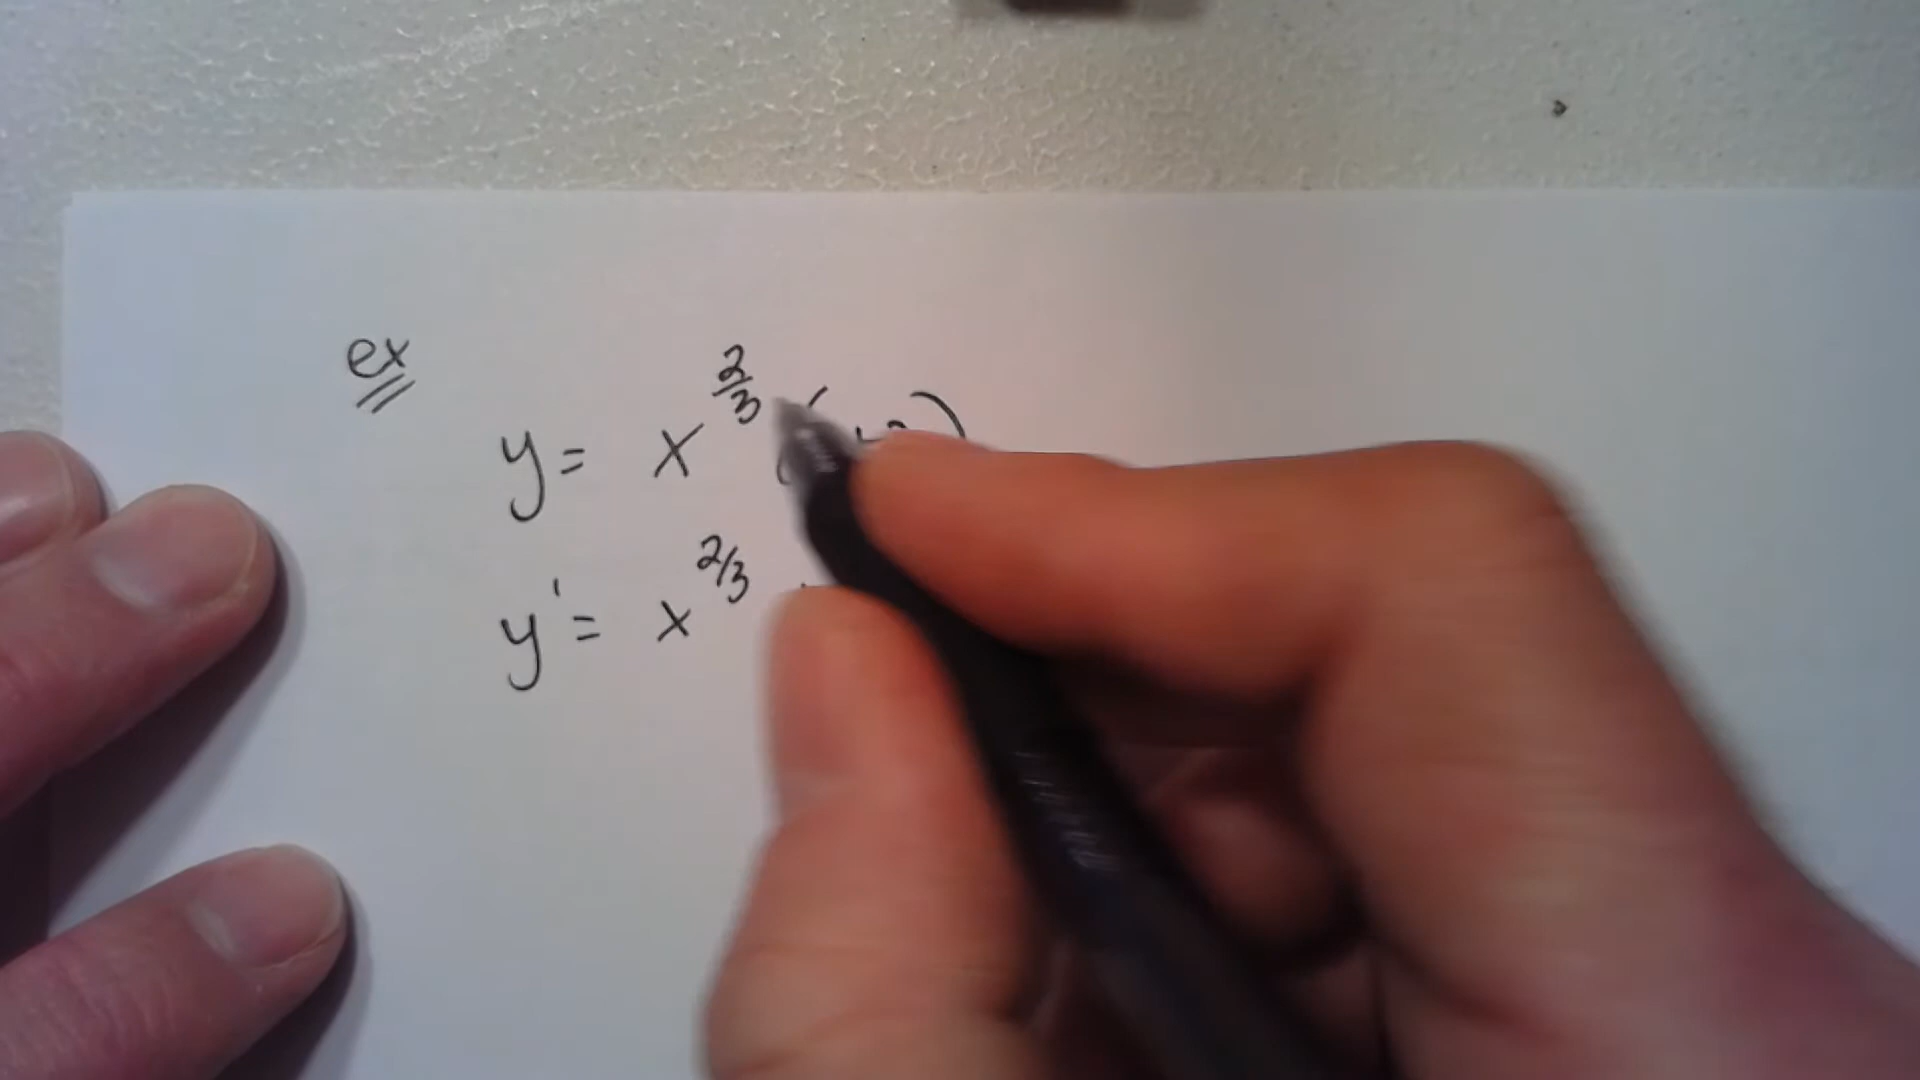 ex
y = x^{2/3} ( )
y' = x^{2/3}